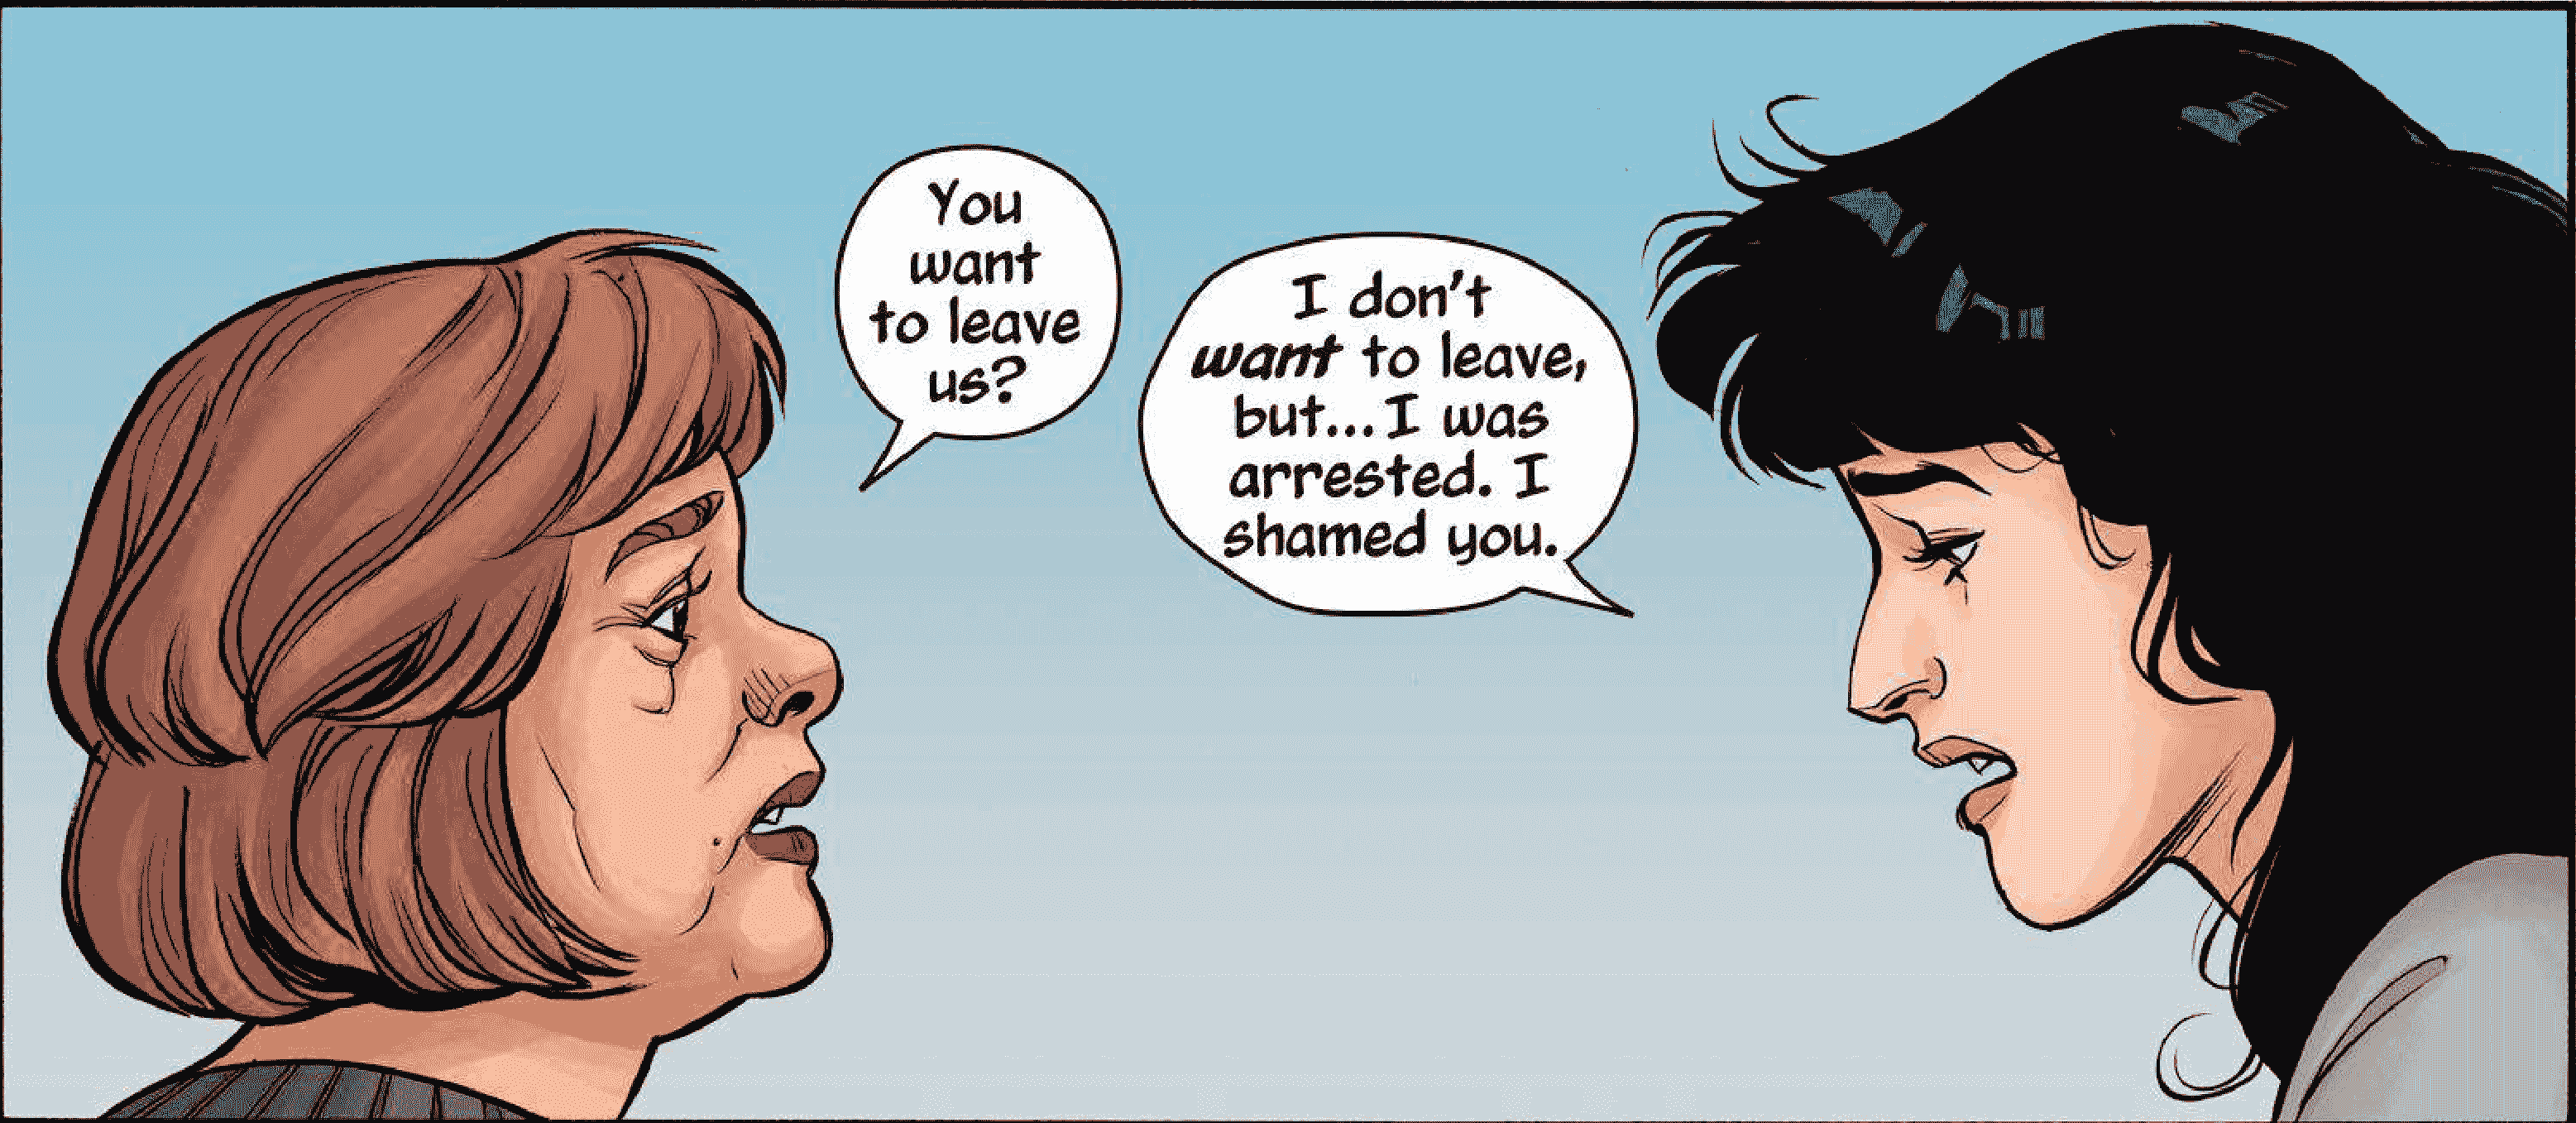 You
want
to leave
us?
I don't
want to leave,
but... I was
arrested. I
shamed you.